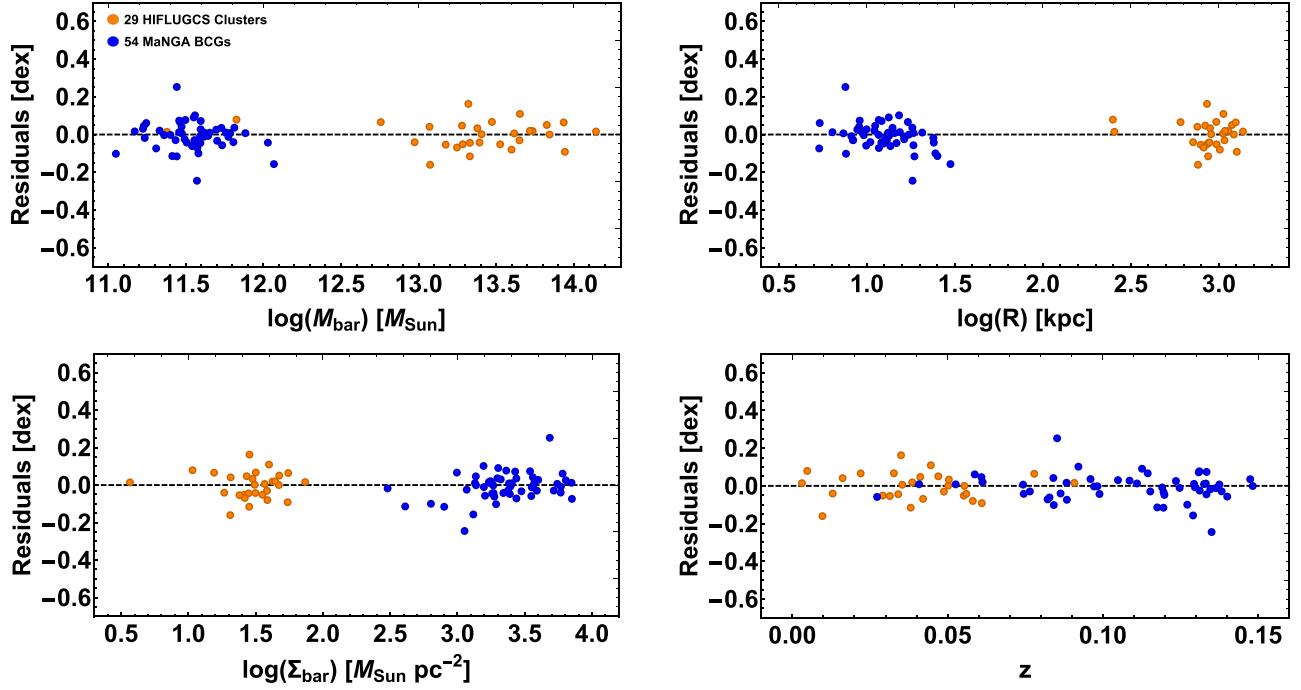 0.6
0.4
0.2
0.0
−0.2
−0.4
−0.6
Residuals [dex]
29 HIFLUGCS Clusters
54 MaNGA BCGs
11.0 11.5 12.0 12.5 13.0 13.5 14.0
log(M_bar) [M_Sun]
0.6
0.4
0.2
0.0
−0.2
−0.4
−0.6
Residuals [dex]
0.5 1.0 1.5 2.0 2.5 3.0
log(R) [kpc]
0.6
0.4
0.2
0.0
−0.2
−0.4
−0.6
Residuals [dex]
0.5 1.0 1.5 2.0 2.5 3.0 3.5 4.0
log(Σ_bar) [M_Sun pc⁻²]
0.6
0.4
0.2
0.0
−0.2
−0.4
−0.6
Residuals [dex]
0.00 0.05 0.10 0.15
z